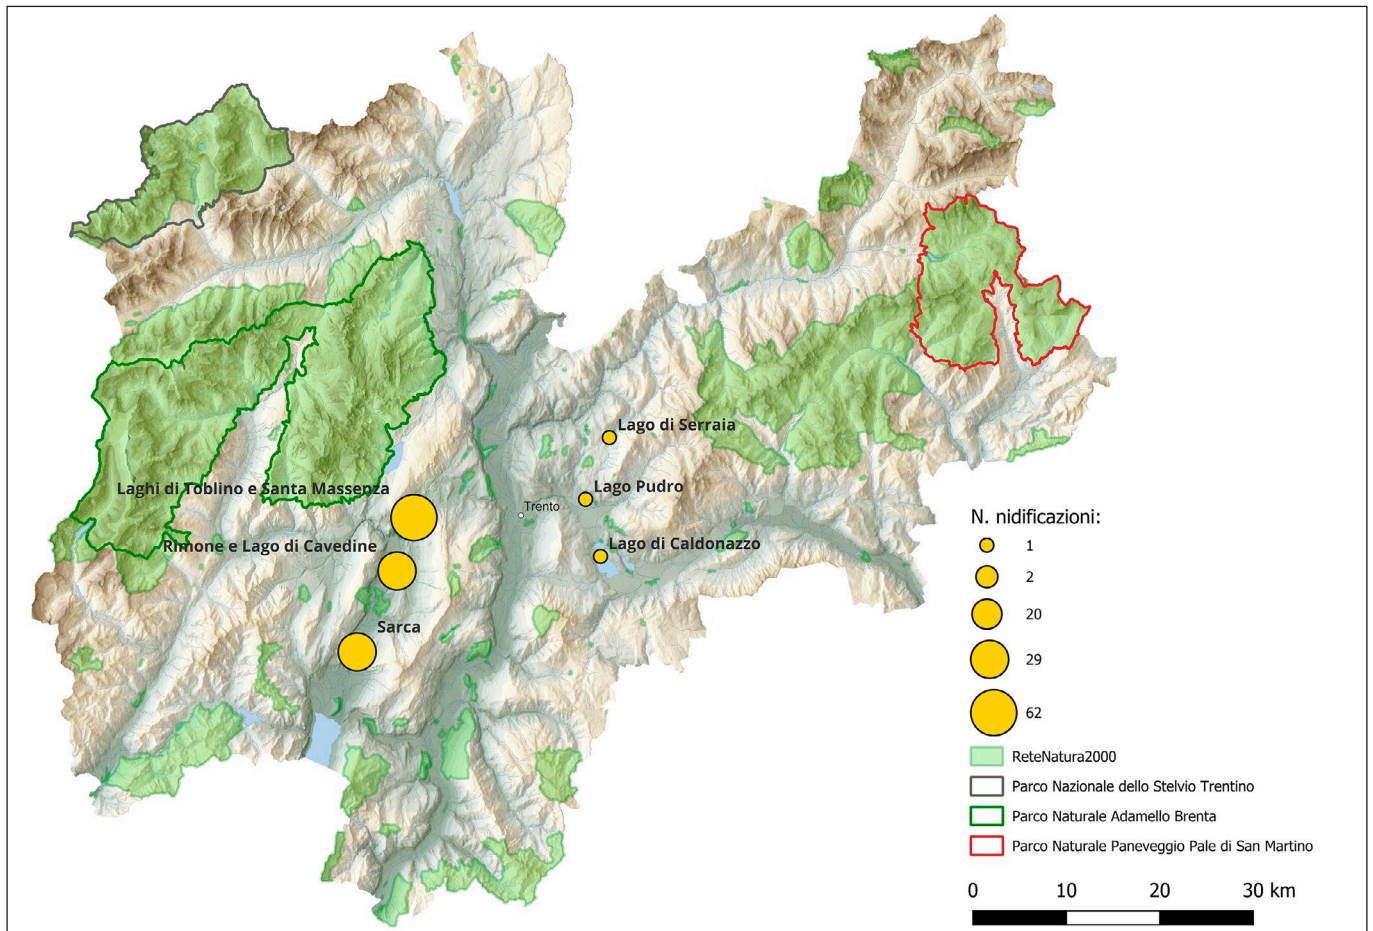 Lago di Serraia
Laghi di Toblino e Santa Massenza
Lago Pudro
Trento
Rimone e Lago di Cavedine
Lago di Caldonazzo
Sarca
N. nidificazioni:
1
2
20
29
62
ReteNatura2000
Parco Nazionale dello Stelvio Trentino
Parco Naturale Adamello Brenta
Parco Naturale Paneveggio Pale di San Martino
0 10 20 30 km